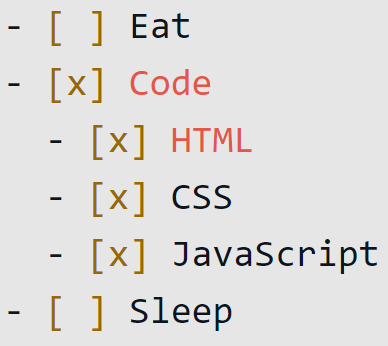 - [ ] Eat
- [x] Code
  - [x] HTML
  - [x] CSS
  - [x] JavaScript
- [ ] Sleep